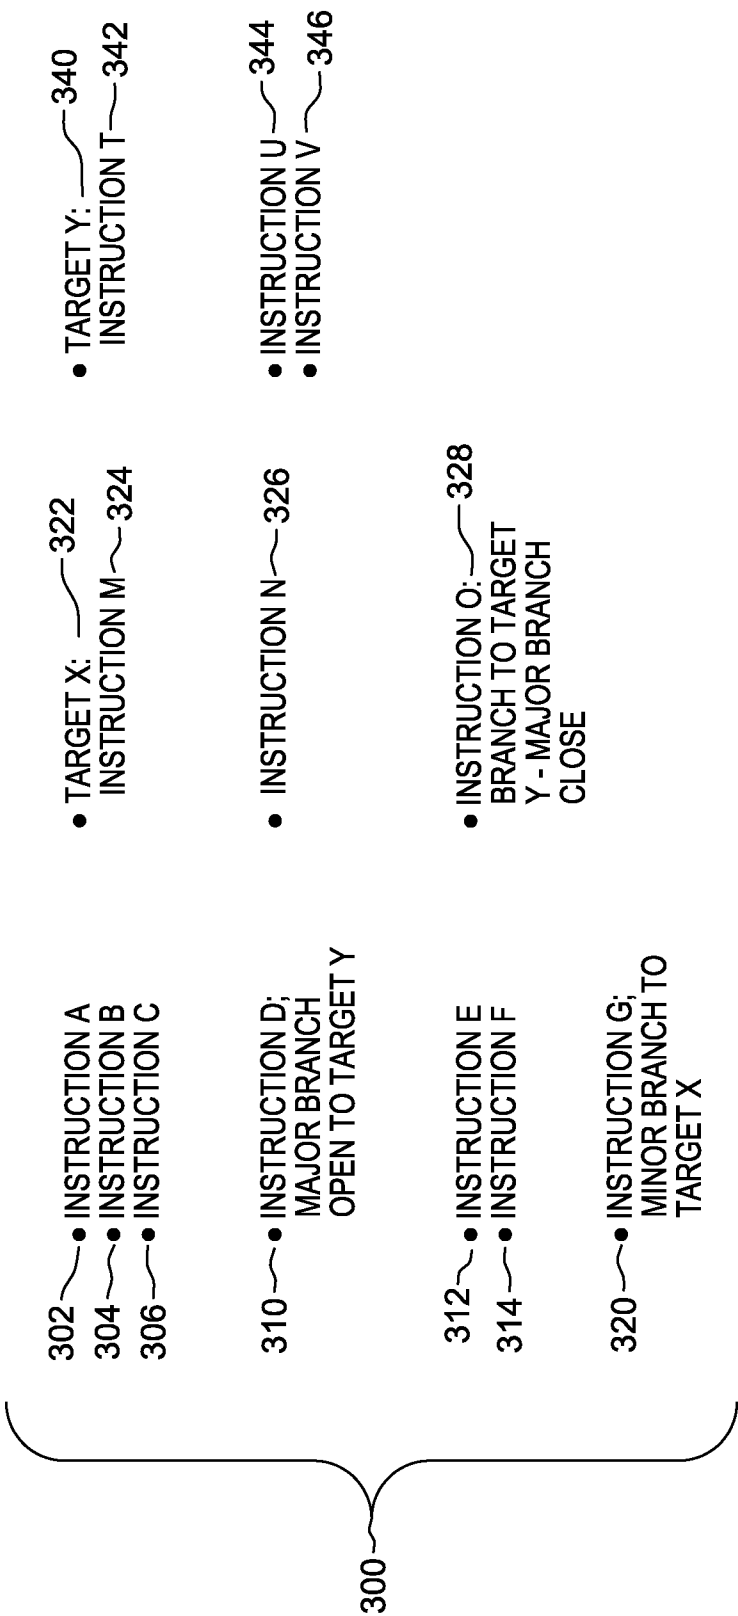 300
302 • INSTRUCTION A
304 • INSTRUCTION B
306 • INSTRUCTION C
310 • INSTRUCTION D;
MAJOR BRANCH
OPEN TO TARGET Y
312 • INSTRUCTION E
314 • INSTRUCTION F
320 • INSTRUCTION G;
MINOR BRANCH TO
TARGET X
• TARGET X: 322
INSTRUCTION M 324
• INSTRUCTION N 326
• INSTRUCTION O: 328
BRANCH TO TARGET
Y - MAJOR BRANCH
CLOSE
• TARGET Y: 340
INSTRUCTION T 342
• INSTRUCTION U 344
• INSTRUCTION V 346